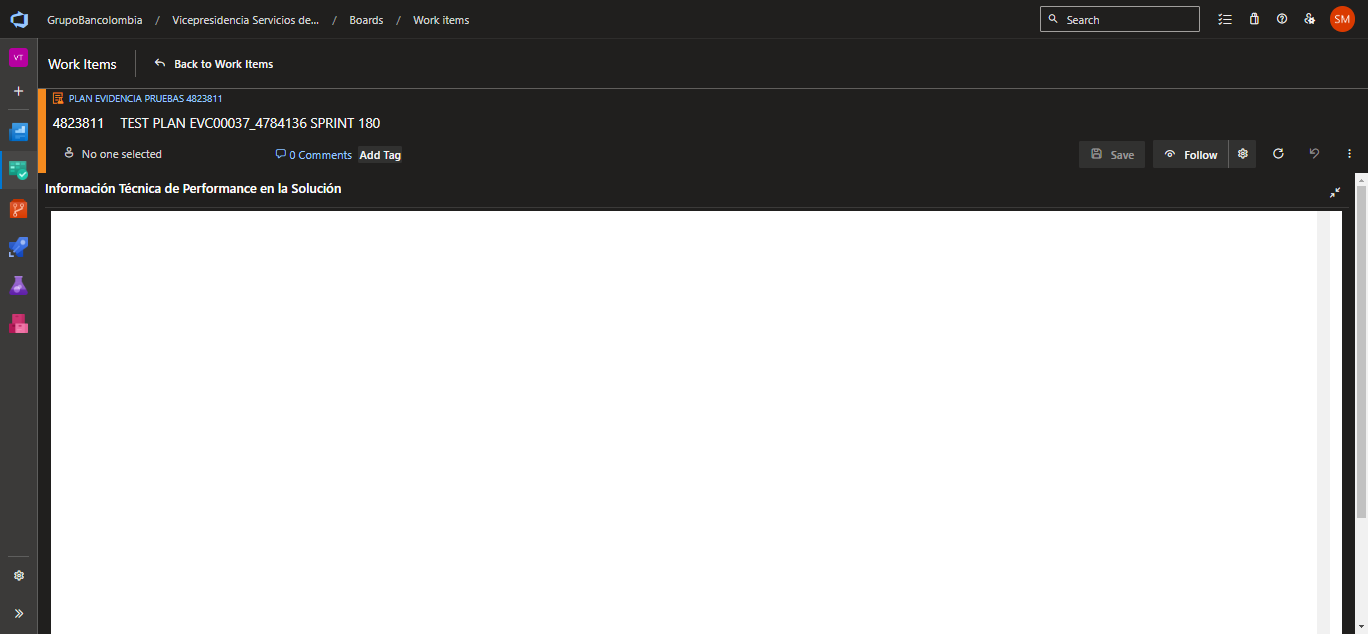 GrupoBancolombia / Vicepresidencia Servicios de... / Boards / Work items
Search
SM
VT
Work Items
Back to Work Items
PLAN EVIDENCIA PRUEBAS 4823811
4823811 TEST PLAN EVC00037_4784136 SPRINT 180
No one selected
0 Comments
Add Tag
Save
Follow
Información Técnica de Performance en la Solución